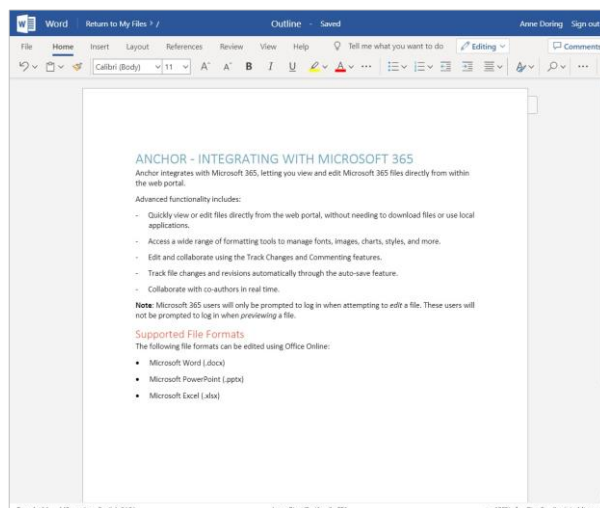 Word Return to My Files > / Outline - Saved Anne Doring Sign out
File Home Insert Layout References Review View Help Tell me what you want to do Editing Comments
Calibri (Body) 11 A^ A˅ B I U A ...
ANCHOR - INTEGRATING WITH MICROSOFT 365
Anchor integrates with Microsoft 365, letting you view and edit Microsoft 365 files directly from within
the web portal.
Advanced functionality includes:
- Quickly view or edit files directly from the web portal, without needing to download files or use local
applications.
- Access a wide range of formatting tools to manage fonts, images, charts, styles, and more.
- Edit and collaborate using the Track Changes and Commenting features.
- Track file changes and revisions automatically through the auto-save feature.
- Collaborate with co-authors in real time.
Note: Microsoft 365 users will only be prompted to log in when attempting to edit a file. These users will
not be prompted to log in when previewing a file.
Supported File Formats
The following file formats can be edited using Office Online:
• Microsoft Word (.docx)
• Microsoft PowerPoint (.pptx)
• Microsoft Excel (.xlsx)